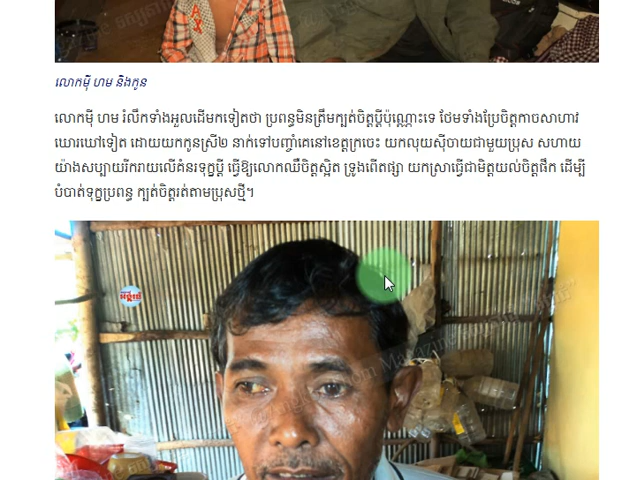 លោកម៉ី ហម និងកូន
លោកម៉ី ហម រំលឹកទាំងអួលដើមកទៀតថា ប្រពន្ធមិនត្រឹមក្បត់ចិត្តប្តីប៉ុណ្ណោះទេ ថែមទាំងប្រែចិត្តកាចសាហាវ
ឃោរឃៅទៀត ដោយយកកូនស្រី២ នាក់ទៅបញ្ចាំគេនៅខេត្តក្រចេះ យកលុយស៊ីចាយជាមួយប្រុស សហាយ
យ៉ាងសប្បាយរីករាយលើគំនរទុក្ខប្តី ធ្វើឱ្យលោកឈឺចិត្តស្អិត ទ្រូងពើតផ្សា យកស្រាធ្វើជាមិត្តយល់ចិត្តផឹក ដើម្បី
បំបាត់ទុក្ខប្រពន្ធ ក្បត់ចិត្តរត់តាមប្រុសថ្មី។